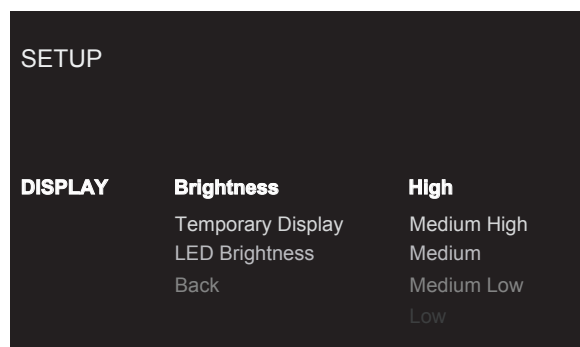 SETUP
DISPLAY Brightness High
Temporary Display Medium High
LED Brightness Medium
Back Medium Low
Low